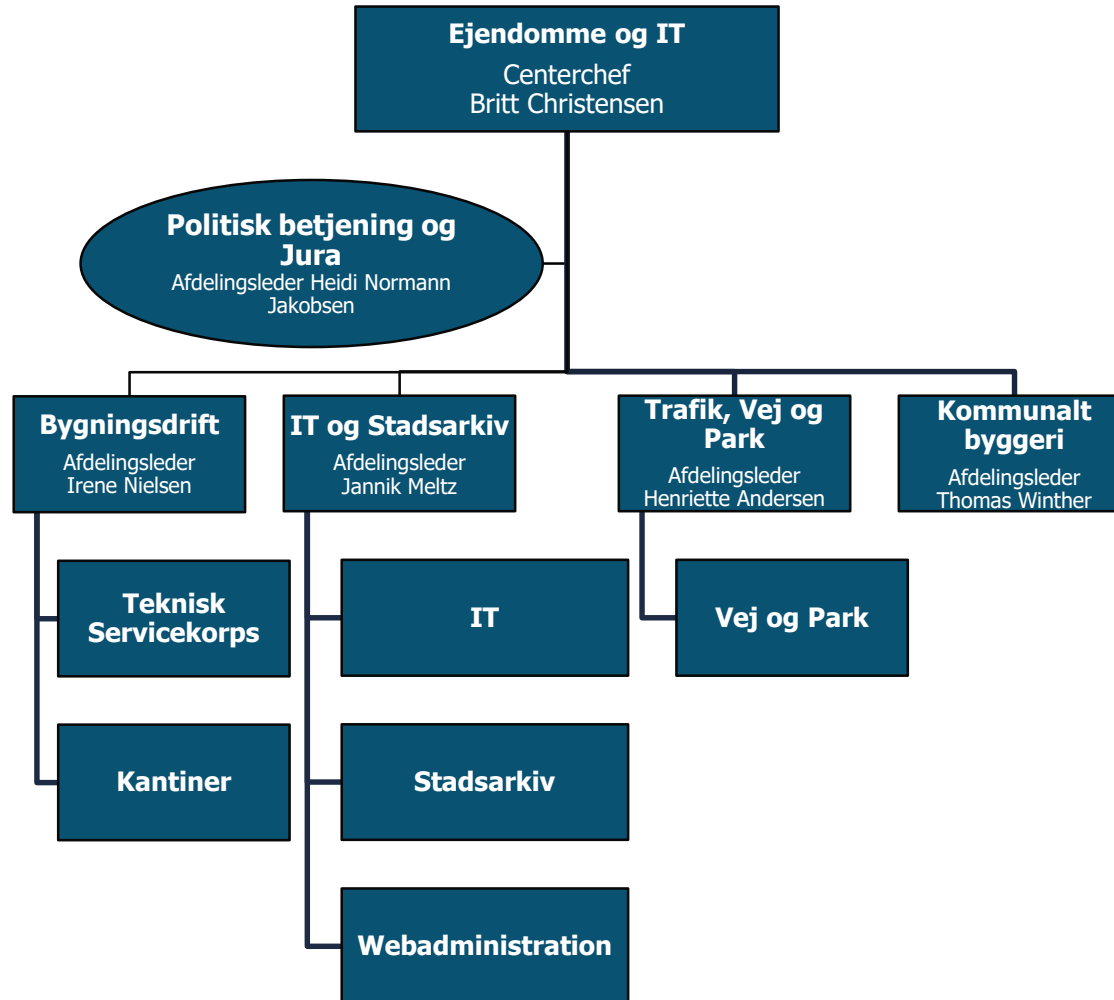 Ejendomme og IT
Centerchef
Britt Christensen
Politisk betjening og
Jura
Afdelingsleder Heidi Normann
Jakobsen
Bygningsdrift
Afdelingsleder
Irene Nielsen
IT og Stadsarkiv
Afdelingsleder
Jannik Meltz
Trafik, Vej og
Park
Afdelingsleder
Henriette Andersen
Kommunalt
byggeri
Afdelingsleder
Thomas Winther
Teknisk
Servicekorps
IT
Vej og Park
Kantiner
Stadsarkiv
Webadministration